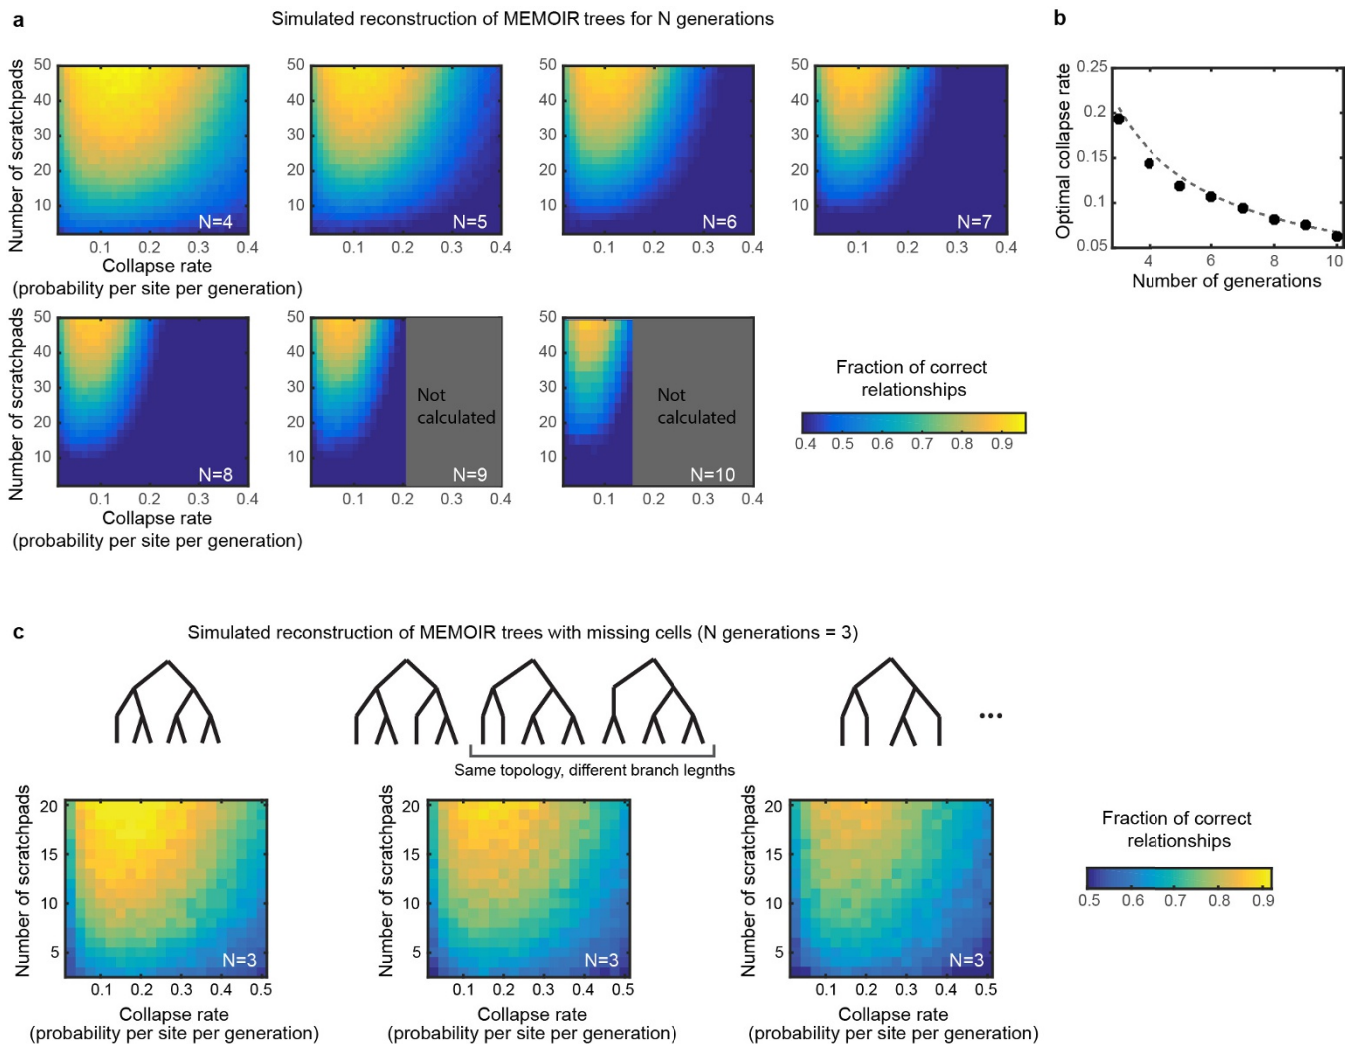 a
Simulated reconstruction of MEMOIR trees for N generations
b
Number of scratchpads
50
40
30
20
10
N=4
0.1 0.2 0.3 0.4
Collapse rate
(probability per site per generation)
50
40
30
20
10
N=5
0.1 0.2 0.3 0.4
50
40
30
20
10
N=6
0.1 0.2 0.3 0.4
50
40
30
20
10
N=7
0.1 0.2 0.3 0.4
Optimal collapse rate
0.25
0.2
0.15
0.1
0.05
4 6 8 10
Number of generations
Number of scratchpads
50
40
30
20
10
N=8
0.1 0.2 0.3 0.4
Collapse rate
(probability per site per generation)
50
40
30
20
10
Not
calculated
N=9
0.1 0.2 0.3 0.4
50
40
30
20
10
Not
calculated
N=10
0.1 0.2 0.3 0.4
Fraction of correct
relationships
0.4 0.5 0.6 0.7 0.8 0.9
c
Simulated reconstruction of MEMOIR trees with missing cells (N generations = 3)
...
Same topology, different branch legnths
Number of scratchpads
20
15
10
5
N=3
0.1 0.2 0.3 0.4 0.5
Collapse rate
(probability per site per generation)
Number of scratchpads
20
15
10
5
N=3
0.1 0.2 0.3 0.4 0.5
Collapse rate
(probability per site per generation)
Number of scratchpads
20
15
10
5
N=3
0.1 0.2 0.3 0.4 0.5
Collapse rate
(probability per site per generation)
Fraction of correct
relationships
0.5 0.6 0.7 0.8 0.9